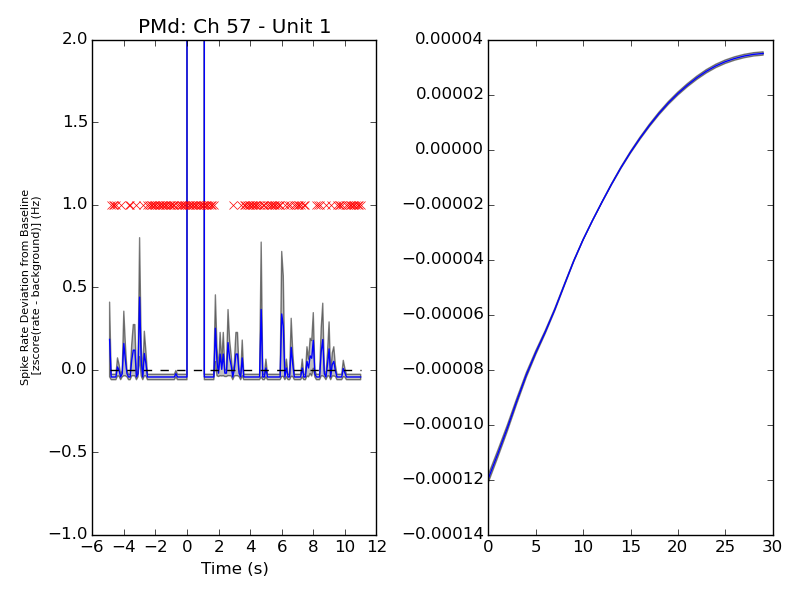 PMd: Ch 57 - Unit 1
Spike Rate Deviation from Baseline
[zscore(rate - background)] (Hz)
2.0
1.5
1.0
0.5
0.0
−0.5
−1.0
−6 −4 −2 0 2 4 6 8 10 12
Time (s)
0.00004
0.00002
0.00000
−0.00002
−0.00004
−0.00006
−0.00008
−0.00010
−0.00012
−0.00014
0 5 10 15 20 25 30